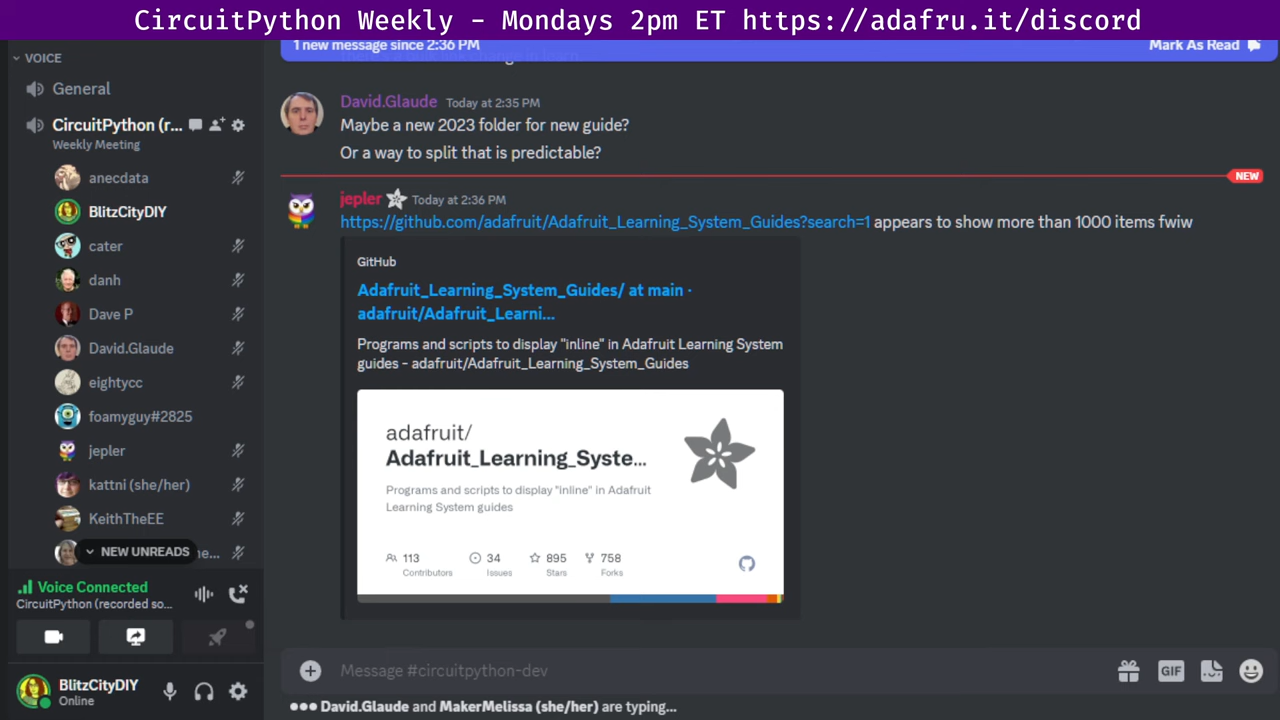 CircuitPython Weekly - Mondays 2pm ET https://adafru.it/discord
VOICE
General
CircuitPython (r...
Weekly Meeting
anecdata
BlitzCityDIY
cater
danh
Dave P
David.Glaude
eightycc
foamyguy#2825
jepler
kattni (she/her)
KeithTheEE
NEW UNREADS
Voice Connected
CircuitPython (recorded so...
BlitzCityDIY
Online
1 new message since 2:36 PM
Mark As Read
David.Glaude Today at 2:35 PM
Maybe a new 2023 folder for new guide?
Or a way to split that is predictable?
NEW
jepler Today at 2:36 PM
https://github.com/adafruit/Adafruit_Learning_System_Guides?search=1 appears to show more than 1000 items fwiw
GitHub
Adafruit_Learning_System_Guides/ at main ·
adafruit/Adafruit_Learni...
Programs and scripts to display "inline" in Adafruit Learning System
guides - adafruit/Adafruit_Learning_System_Guides
adafruit/
Adafruit_Learning_Syste...
Programs and scripts to display "inline" in Adafruit
Learning System guides
113 34 895 758
Contributors Issues Stars Forks
Message #circuitpython-dev
GIF
David.Glaude and MakerMelissa (she/her) are typing...